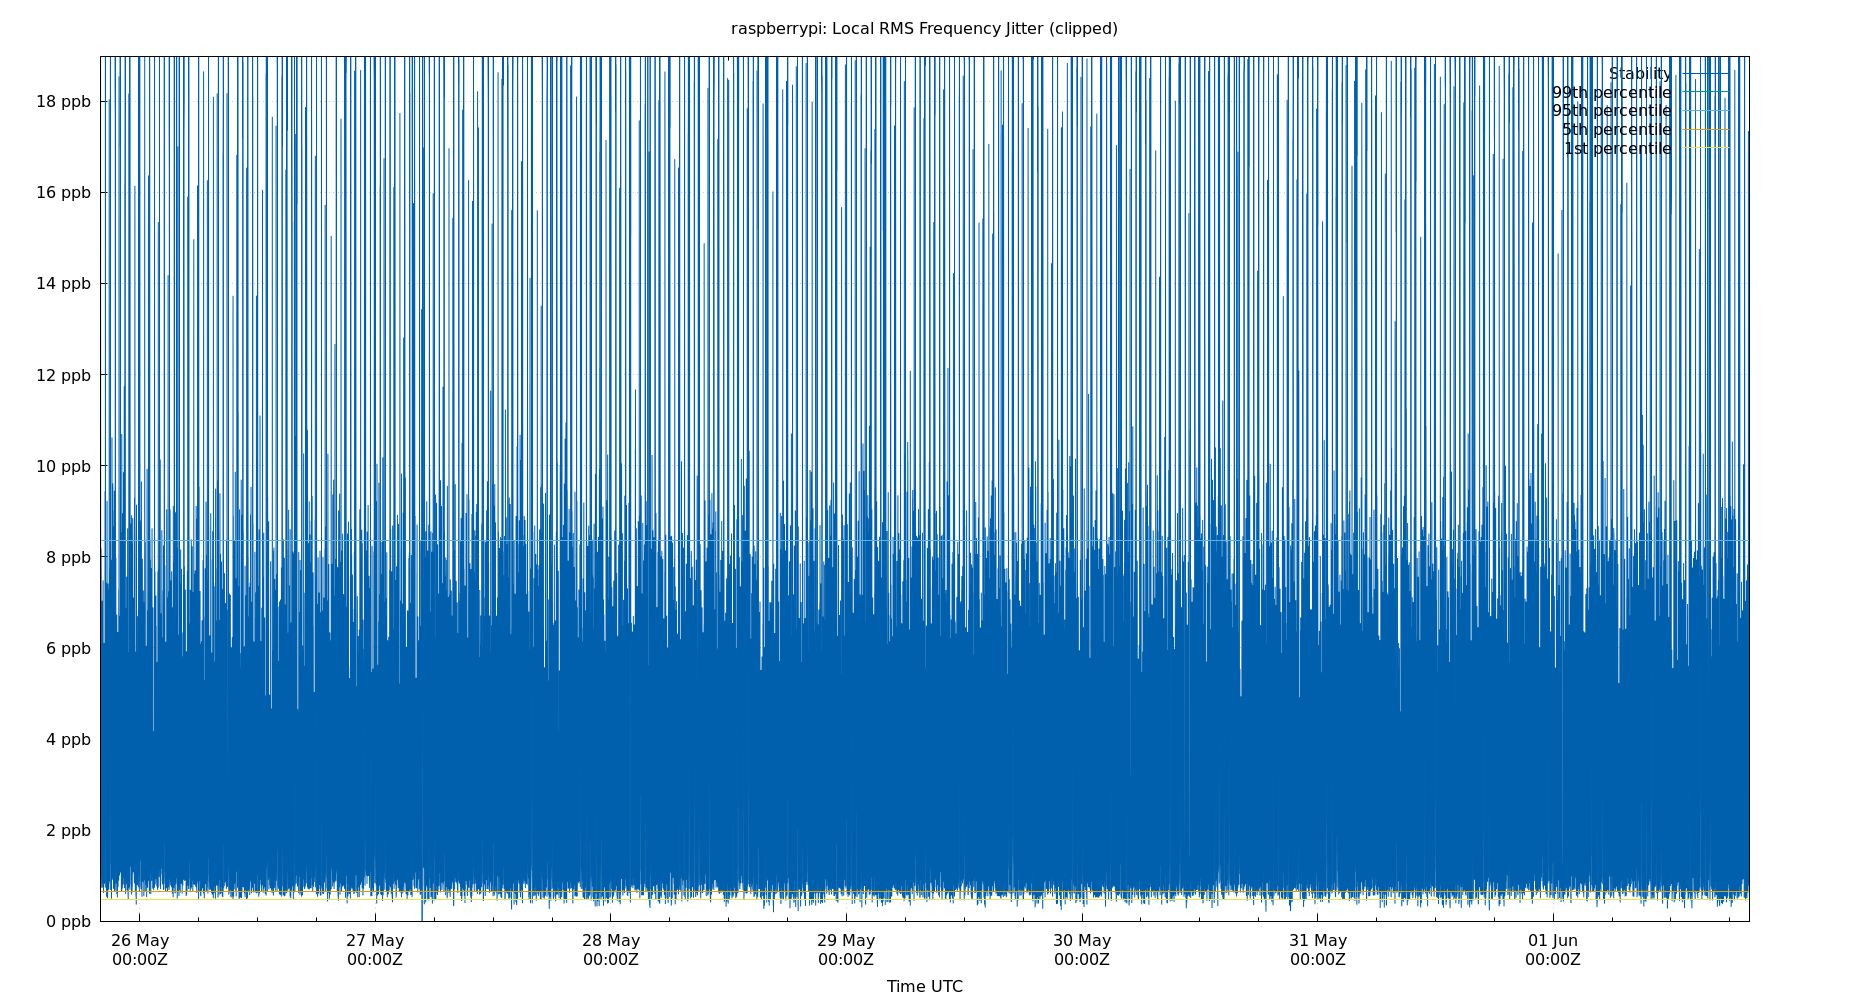 raspberrypi: Local RMS Frequency Jitter (clipped)
Stability
99th percentile
95th percentile
5th percentile
1st percentile
18 ppb
16 ppb
14 ppb
12 ppb
10 ppb
8 ppb
6 ppb
4 ppb
2 ppb
0 ppb
26 May 27 May 28 May 29 May 30 May 31 May 01 Jun
00:00Z 00:00Z 00:00Z 00:00Z 00:00Z 00:00Z 00:00Z
Time UTC